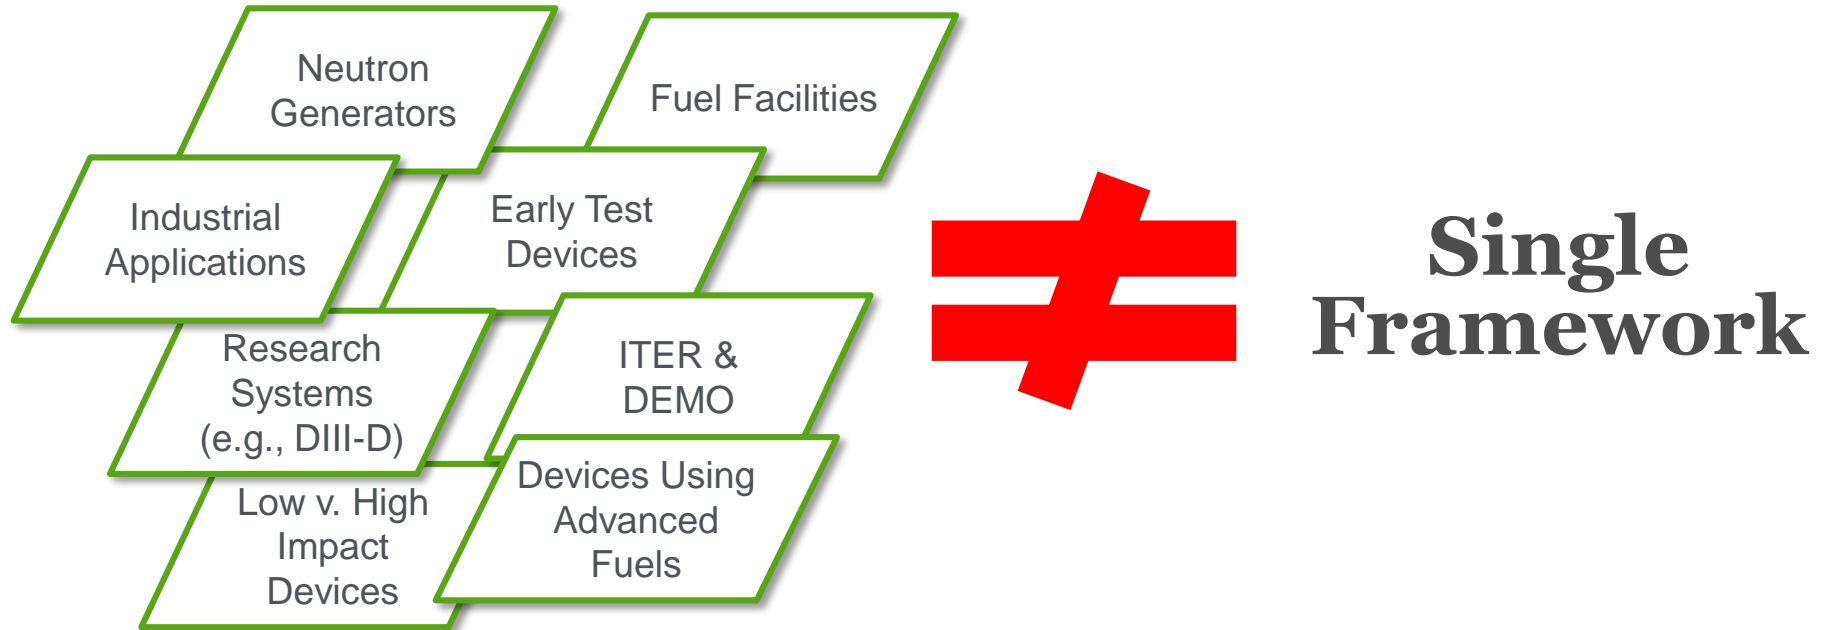 Neutron
Generators
Fuel Facilities
Industrial
Applications
Early Test
Devices
Research
Systems
(e.g., DIII-D)
ITER &
DEMO
Low v. High
Impact
Devices
Devices Using
Advanced
Fuels
≠
Single
Framework